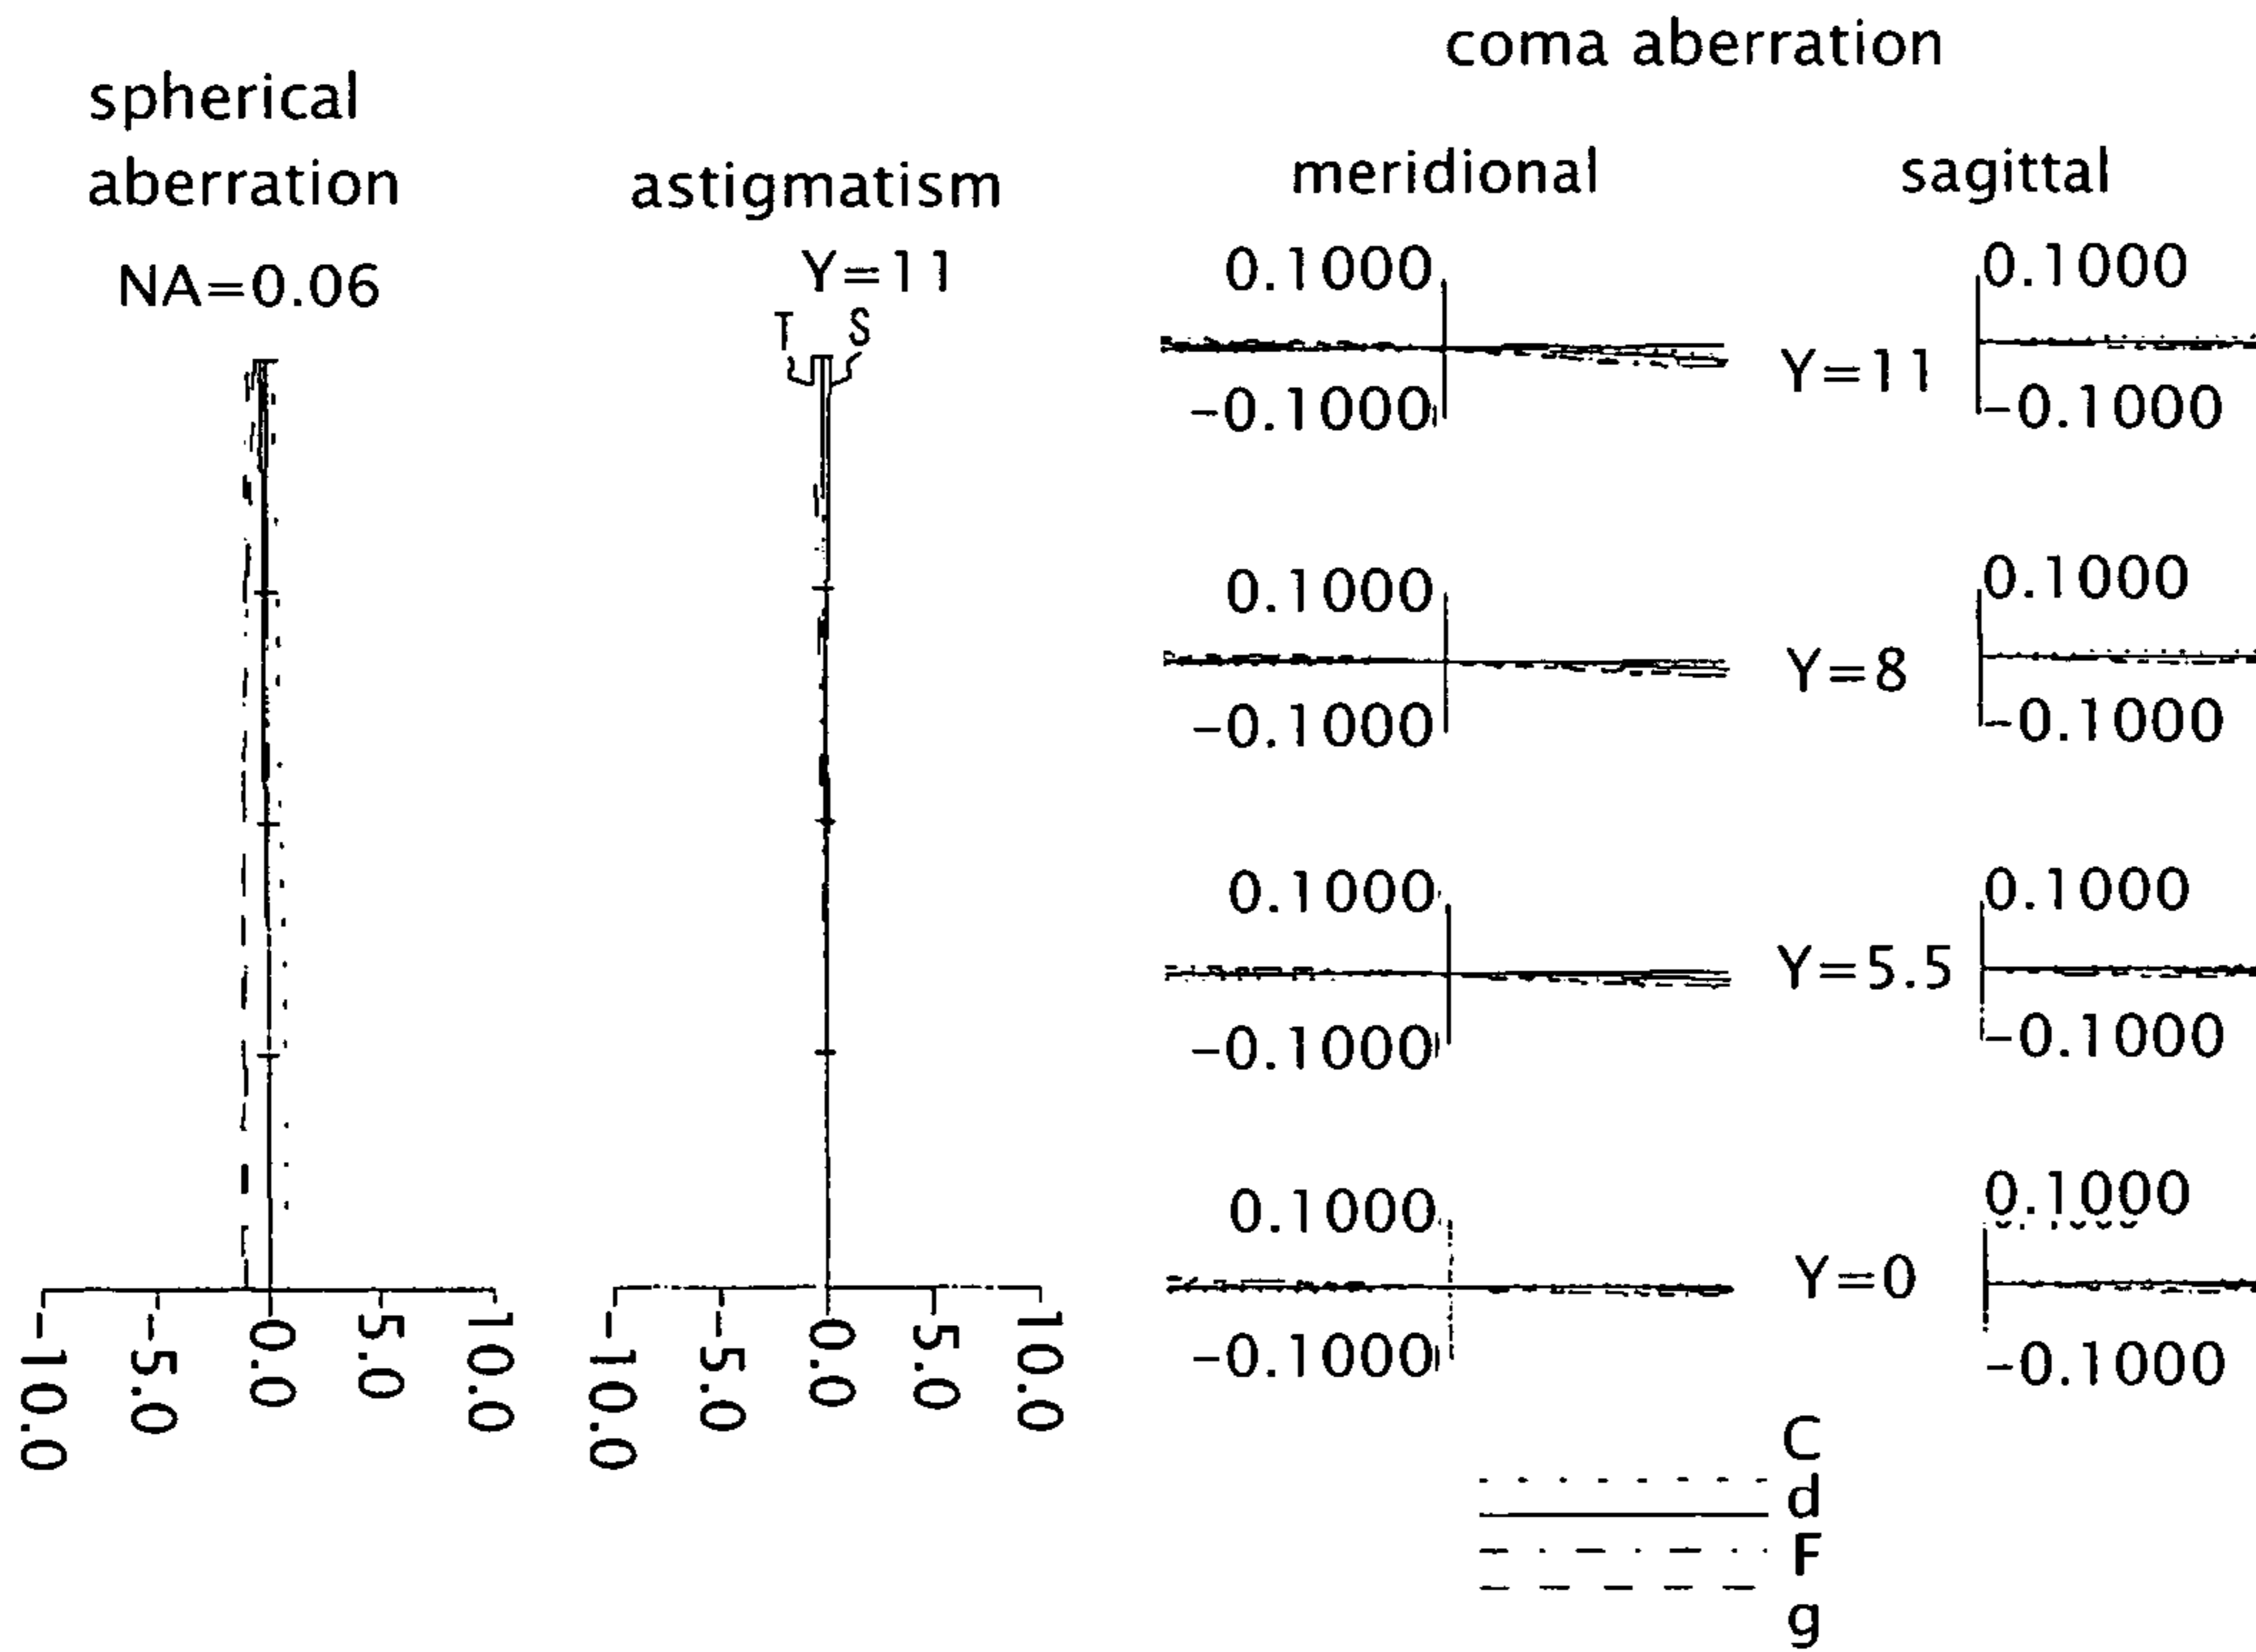 coma aberration
spherical
aberration
astigmatism
meridional
sagittal
NA=0.06
Y=11
T S
0.1000
0.1000
Y=11
-0.1000
-0.1000
0.1000
0.1000
Y=8
-0.1000
-0.1000
0.1000
0.1000
Y=5.5
-0.1000
-0.1000
0.1000
0.1000
Y=0
-0.1000
-0.1000
-10.0
-5.0
0.0
5.0
10.0
-10.0
-5.0
0.0
5.0
10.0
C
d
F
g